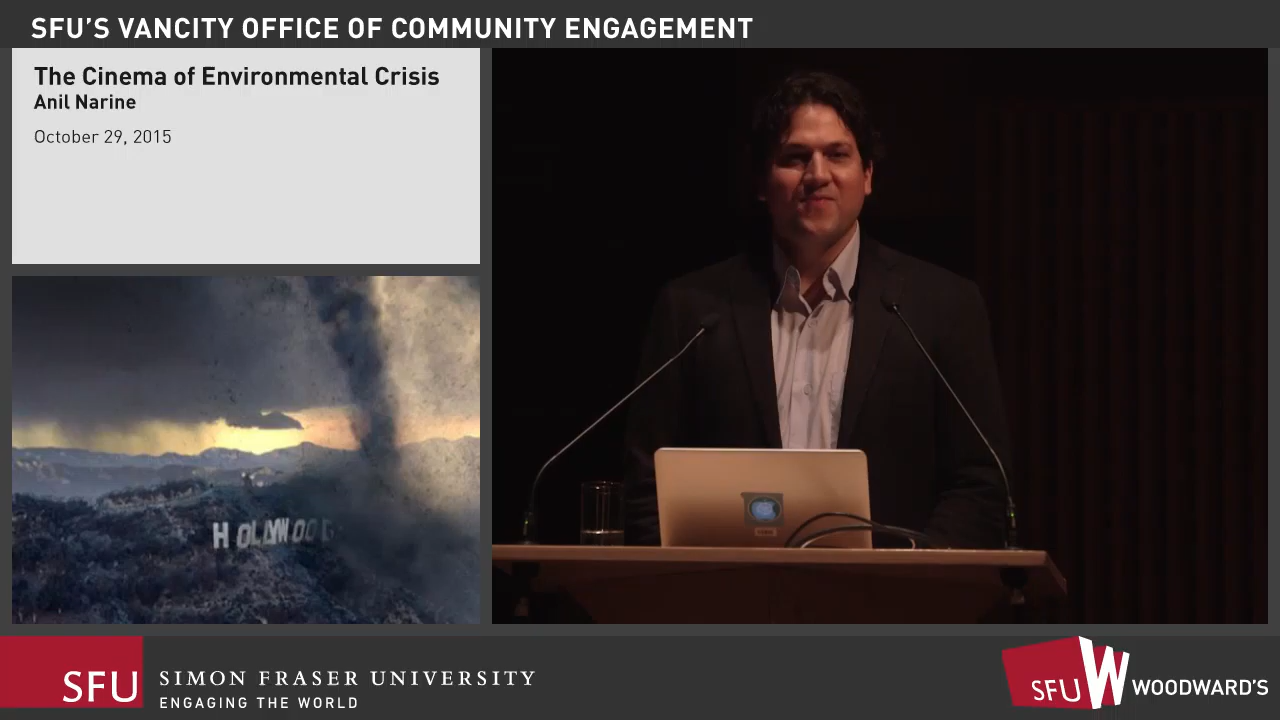 SFU'S VANCITY OFFICE OF COMMUNITY ENGAGEMENT
The Cinema of Environmental Crisis
Anil Narine
October 29, 2015
HOLLYWOOD
SFU
SIMON FRASER UNIVERSITY
ENGAGING THE WORLD
SFU W WOODWARD'S